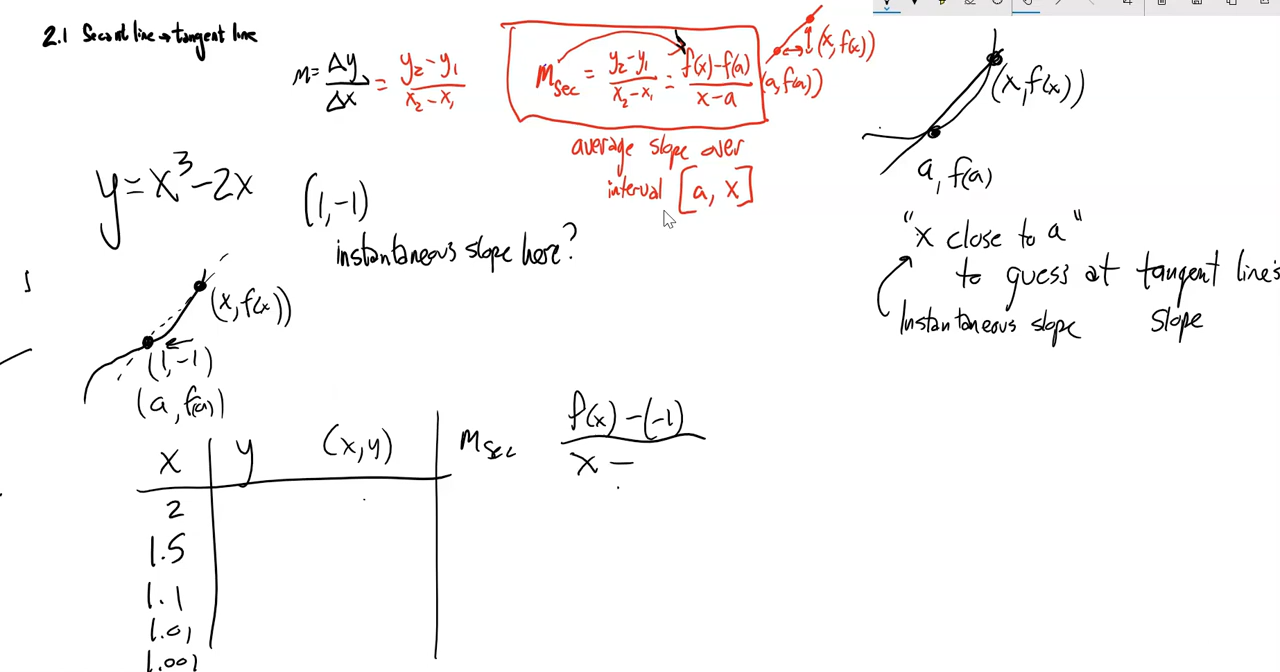 2.1 Secant line → tangent line
M = Δy/Δx = y₂-y₁/x₂-x₁
Msec = y₂-y₁/x₂-x₁ = f(x)-f(a)/x-a
(x, f(x))
(a, f(a))
average slope over
interval [a, x]
(x, f(x))
a, f(a)
"x close to a"
to guess at tangent line's
slope
Instantaneous slope
y = x³-2x
(1,-1)
instantaneous slope here?
(x, f(x))
(1,-1)
(a, f(a))
x y (x,y) Msec f(x)-(-1)/x-
2
1.5
1.1
1.01
1.001